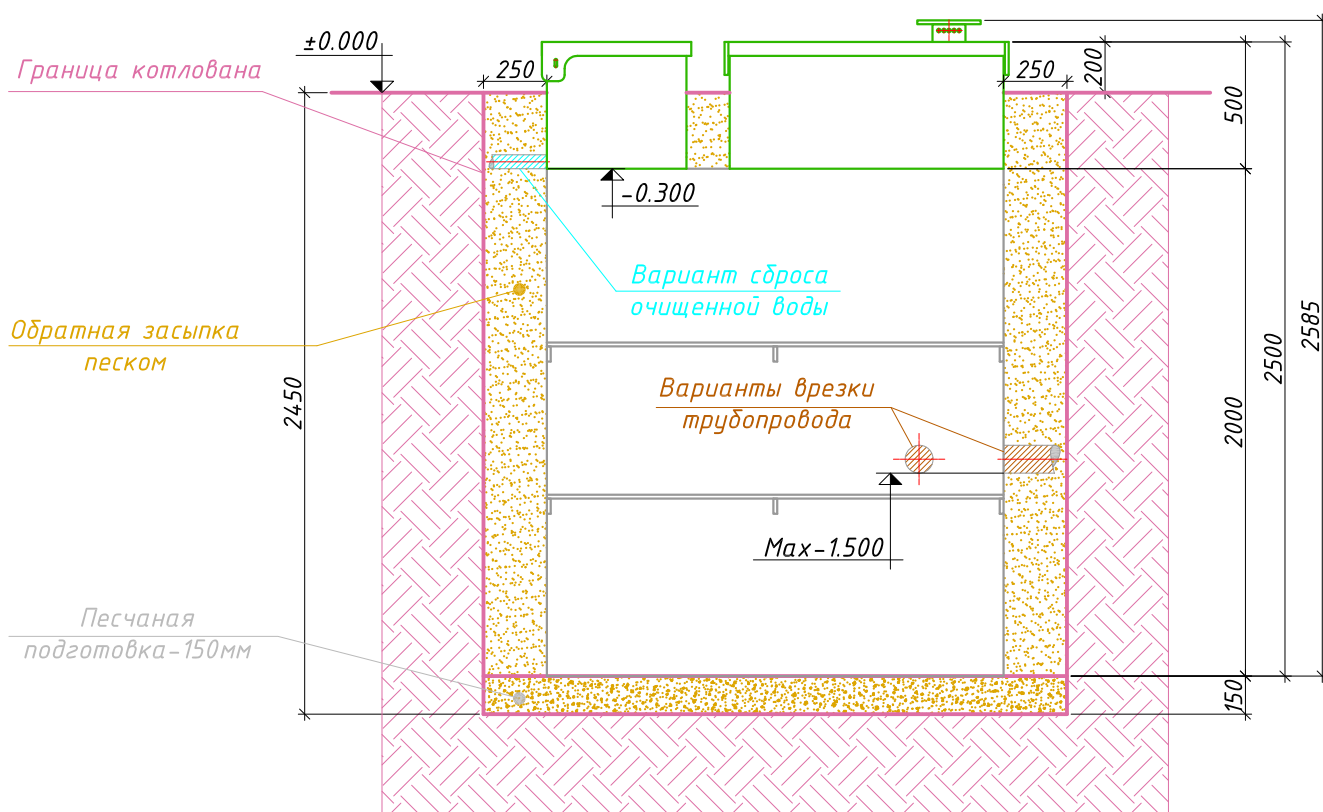 ±0.000
Граница котлована
250
250
200
500
-0.300
Вариант сброса
очищенной воды
Обратная засыпка
песком
2450
Варианты врезки
трубопровода
2000
2500
2585
Max-1.500
Песчаная
подготовка-150мм
150